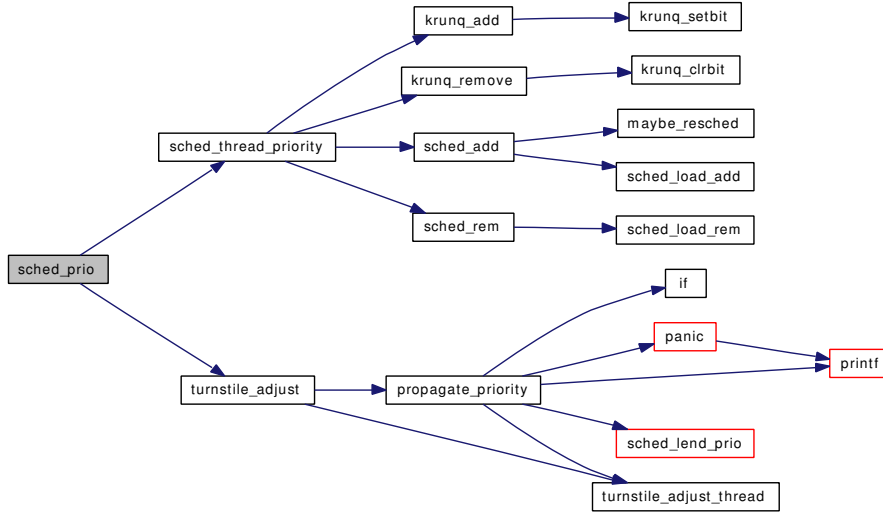 krunq_add
krunq_setbit
krunq_remove
krunq_clrbit
sched_thread_priority
sched_add
maybe_resched
sched_load_add
sched_rem
sched_load_rem
sched_prio
if
panic
printf
turnstile_adjust
propagate_priority
sched_lend_prio
turnstile_adjust_thread